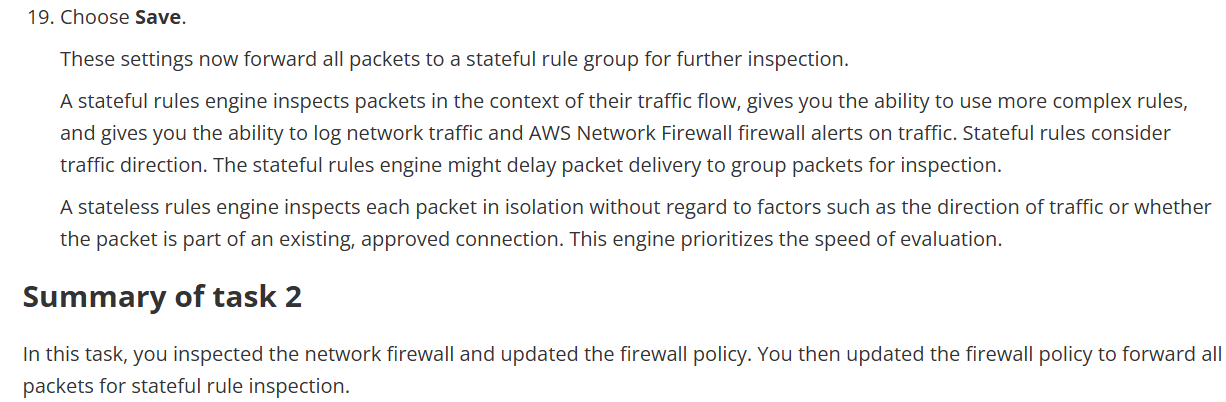 19. Choose Save.
These settings now forward all packets to a stateful rule group for further inspection.
A stateful rules engine inspects packets in the context of their traffic flow, gives you the ability to use more complex rules,
and gives you the ability to log network traffic and AWS Network Firewall firewall alerts on traffic. Stateful rules consider
traffic direction. The stateful rules engine might delay packet delivery to group packets for inspection.
A stateless rules engine inspects each packet in isolation without regard to factors such as the direction of traffic or whether
the packet is part of an existing, approved connection. This engine prioritizes the speed of evaluation.
Summary of task 2
In this task, you inspected the network firewall and updated the firewall policy. You then updated the firewall policy to forward all
packets for stateful rule inspection.